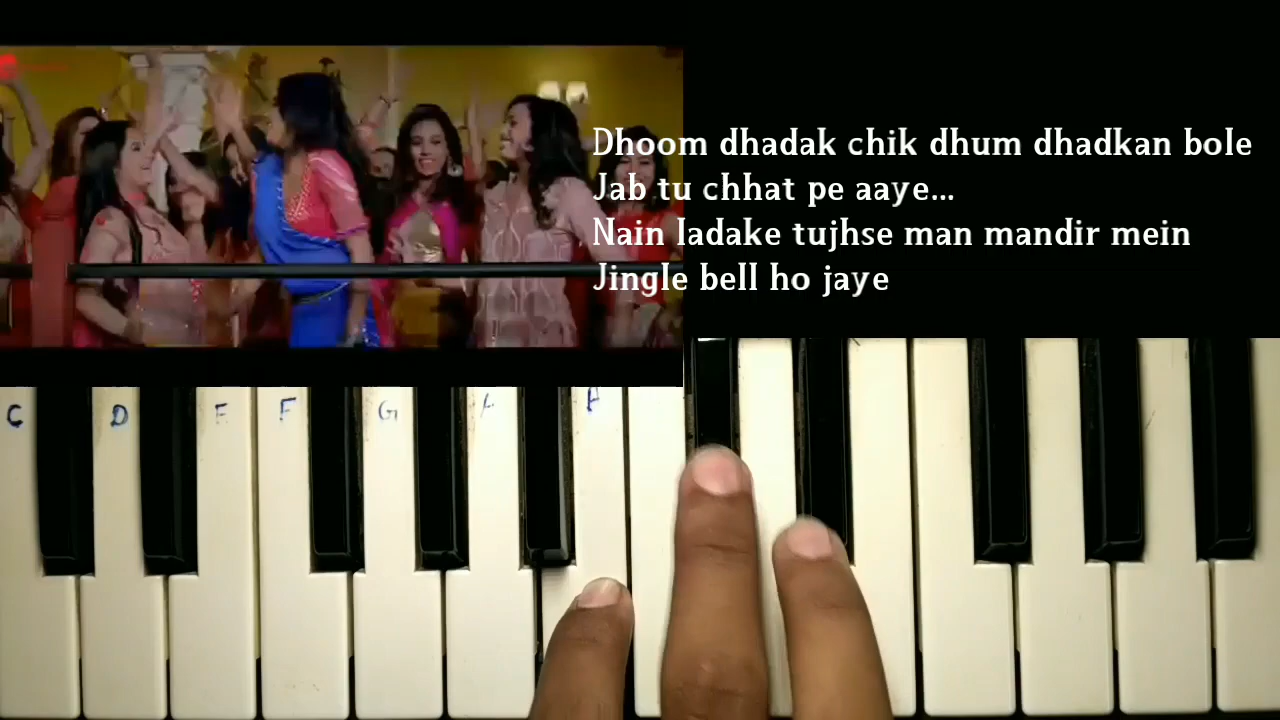 Dhoom dhadak chik dhum dhadkan bole
Jab tu chhat pe aaye...
Nain ladake tujhse man mandir mein
Jingle bell ho jaye
C D E F G A